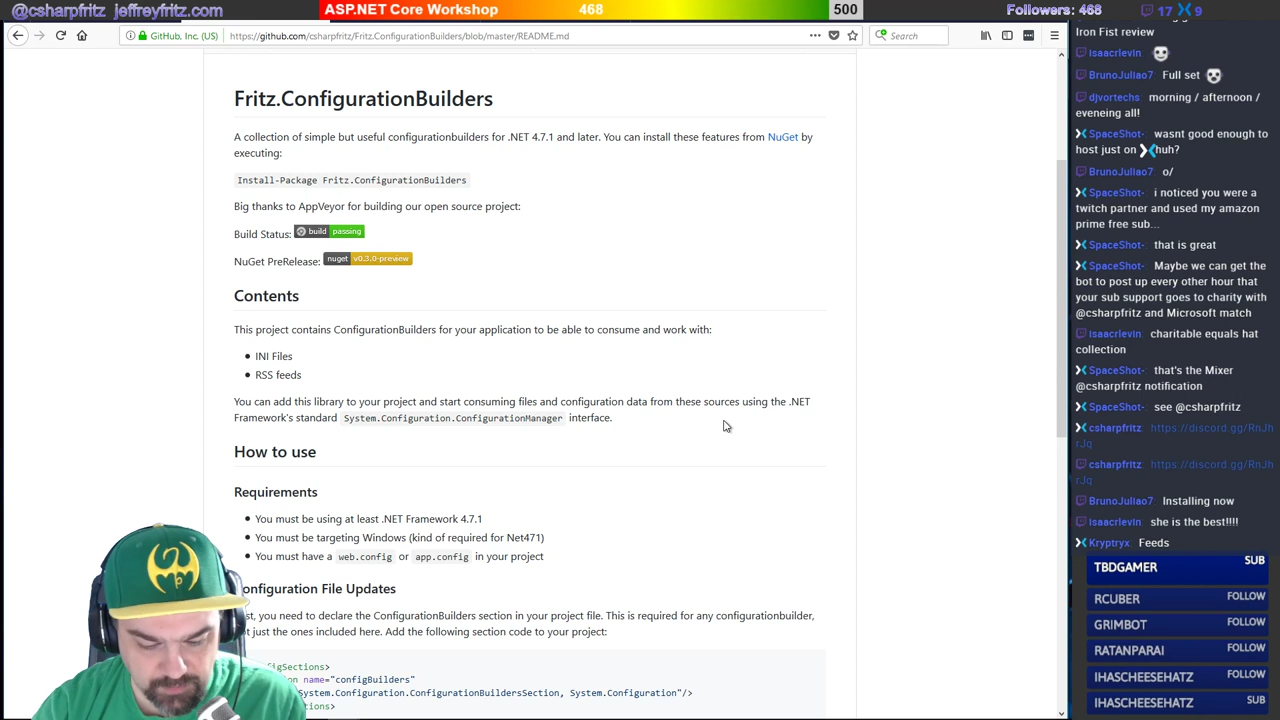 @csharpfritz jeffreyfritz.com
ASP.NET Core Workshop 468 500
Followers: 468 17 9
GitHub, Inc. (US) https://github.com/csharpfritz/Fritz.ConfigurationBuilders/blob/master/README.md Search
Fritz.ConfigurationBuilders
A collection of simple but useful configurationbuilders for .NET 4.7.1 and later. You can install these features from NuGet by
executing:
Install-Package Fritz.ConfigurationBuilders
Big thanks to AppVeyor for building our open source project:
Build Status: build passing
NuGet PreRelease: nuget v0.3.0-preview
Contents
This project contains ConfigurationBuilders for your application to be able to consume and work with:
INI Files
RSS feeds
You can add this library to your project and start consuming files and configuration data from these sources using the .NET
Framework's standard System.Configuration.ConfigurationManager interface.
How to use
Requirements
You must be using at least .NET Framework 4.7.1
You must be targeting Windows (kind of required for Net471)
You must have a web.config or app.config in your project
onfiguration File Updates
st, you need to declare the ConfigurationBuilders section in your project file. This is required for any configurationbuilder,
t just the ones included here. Add the following section code to your project:
figSections>
on name="configBuilders"
System.Configuration.ConfigurationBuildersSection, System.Configuration"/>
ions>
Iron Fist review
isaacrlevin
BrunoJuliao7 Full set
djvortechs morning / afternoon /
eveneing all!
SpaceShot- wasnt good enough to
host just on huh?
BrunoJuliao7 o/
SpaceShot- i noticed you were a
twitch partner and used my amazon
prime free sub...
SpaceShot- that is great
SpaceShot- Maybe we can get the
bot to post up every other hour that
your sub support goes to charity with
@csharpfritz and Microsoft match
isaacrlevin charitable equals hat
collection
SpaceShot- that's the Mixer
@csharpfritz notification
SpaceShot- see @csharpfritz
csharpfritz https://discord.gg/RnJh
rJq
csharpfritz https://discord.gg/RnJh
rJq
BrunoJuliao7 Installing now
isaacrlevin she is the best!!!!
Kryptryx Feeds
TBDGAMER SUB
RCUBER FOLLOW
GRIMBOT FOLLOW
RATANPARAI FOLLOW
IHASCHEESEHATZ FOLLOW
IHASCHEESEHATZ SUB